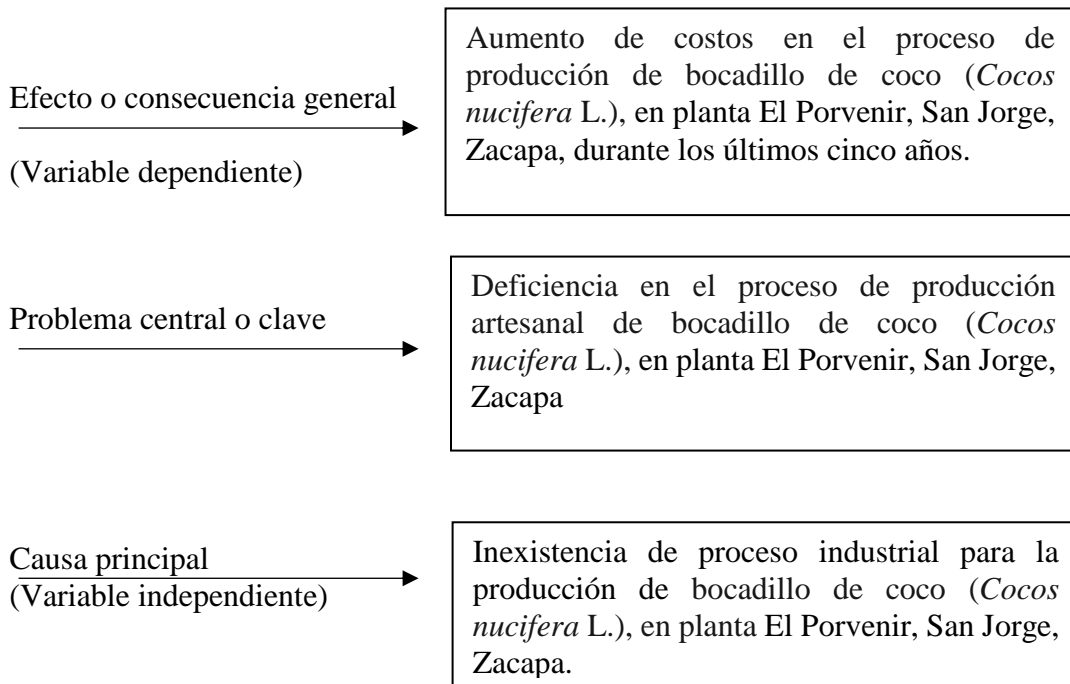 Efecto o consecuencia general
(Variable dependiente)
Aumento de costos en el proceso de
producción de bocadillo de coco (Cocos
nucifera L.), en planta El Porvenir, San Jorge,
Zacapa, durante los últimos cinco años.
Problema central o clave
Deficiencia en el proceso de producción
artesanal de bocadillo de coco (Cocos
nucifera L.), en planta El Porvenir, San Jorge,
Zacapa
Causa principal
(Variable independiente)
Inexistencia de proceso industrial para la
producción de bocadillo de coco (Cocos
nucifera L.), en planta El Porvenir, San Jorge,
Zacapa.